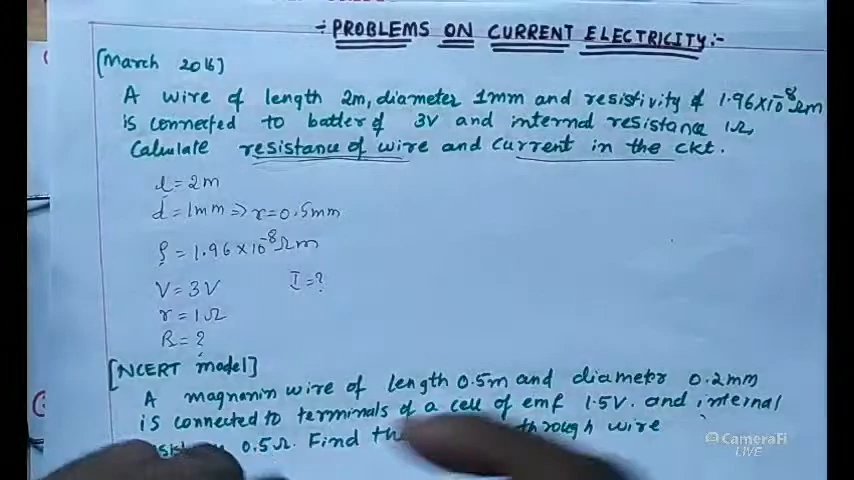 :- PROBLEMS ON CURRENT ELECTRICITY:-
[March 2016]
A wire of length 2m, diameter 1mm and resistivity of 1.96×10⁻⁸Ωm
is connected to batter of 3V and internal resistance 1Ω,
Calculate resistance of wire and current in the ckt.
l=2m
d=1mm⇒r=0.5mm
ρ=1.96×10⁻⁸Ωm
V=3V I=?
r=1Ω
R=?
[NCERT model]
A magnanin wire of length 0.5m and diameter 0.2mm
is connected to terminals of a cell of emf 1.5V. and internal
0.5Ω. Find through wire
CameraFi
LIVE